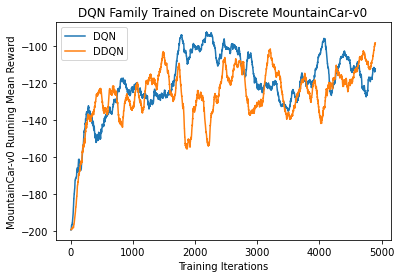 DQN Family Trained on Discrete MountainCar-v0
DQN
DDQN
MountainCar-v0 Running Mean Reward
−100
−120
−140
−160
−180
−200
0
1000
2000
3000
4000
5000
Training Iterations